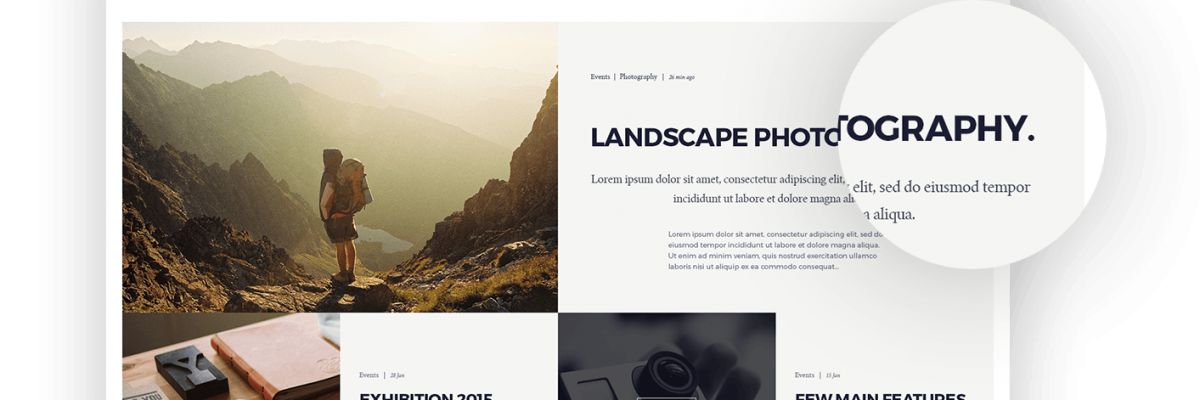 Events | Photography | 26 min ago
LANDSCAPE PHOTOGRAPHY.
Lorem ipsum dolor sit amet, consectetur adipiscing elit, sed do eiusmod tempor
incididunt ut labore et dolore magna aliqua.
Lorem ipsum dolor sit amet, consectetur adipiscing elit, sed do
eiusmod tempor incididunt ut labore et dolore magna aliqua.
Ut enim ad minim veniam, quis nostrud exercitation ullamco
laboris nisi ut aliquip ex ea commodo consequat...
Y
Events | 28 Jan
EXHIBITION 2015
Events | 15 Jan
FEW MAIN FEATURES